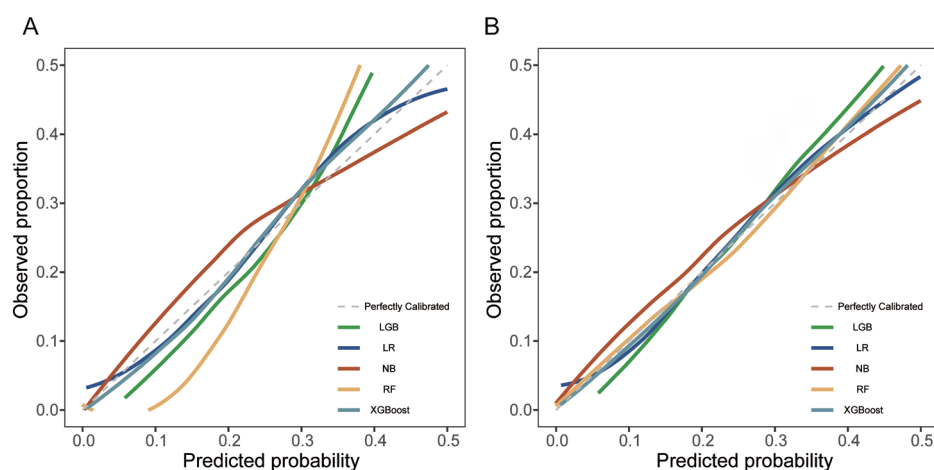 A
B
Observed proportion
0.5
0.4
0.3
0.2
0.1
0.0
Perfectly Calibrated
LGB
LR
NB
RF
XGBoost
0.0 0.1 0.2 0.3 0.4 0.5
Predicted probability
Observed proportion
0.5
0.4
0.3
0.2
0.1
0.0
Perfectly Calibrated
LGB
LR
NB
RF
XGBoost
0.0 0.1 0.2 0.3 0.4 0.5
Predicted probability